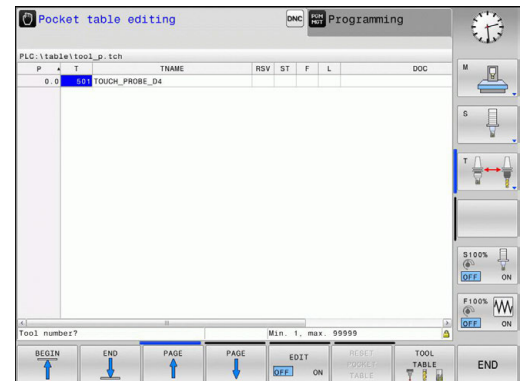 Pocket table editing
DNC PGM MGT Programming
PLC:\table\tool_p.tch
P T TNAME RSV ST F L DOC
0.0 501 TOUCH_PROBE_D4
M
S
T
S100%
OFF ON
F100%
OFF ON
Tool number? Min. 1, max. 99999
BEGIN END PAGE PAGE EDIT OFF ON RESET POCKET TABLE TOOL TABLE END